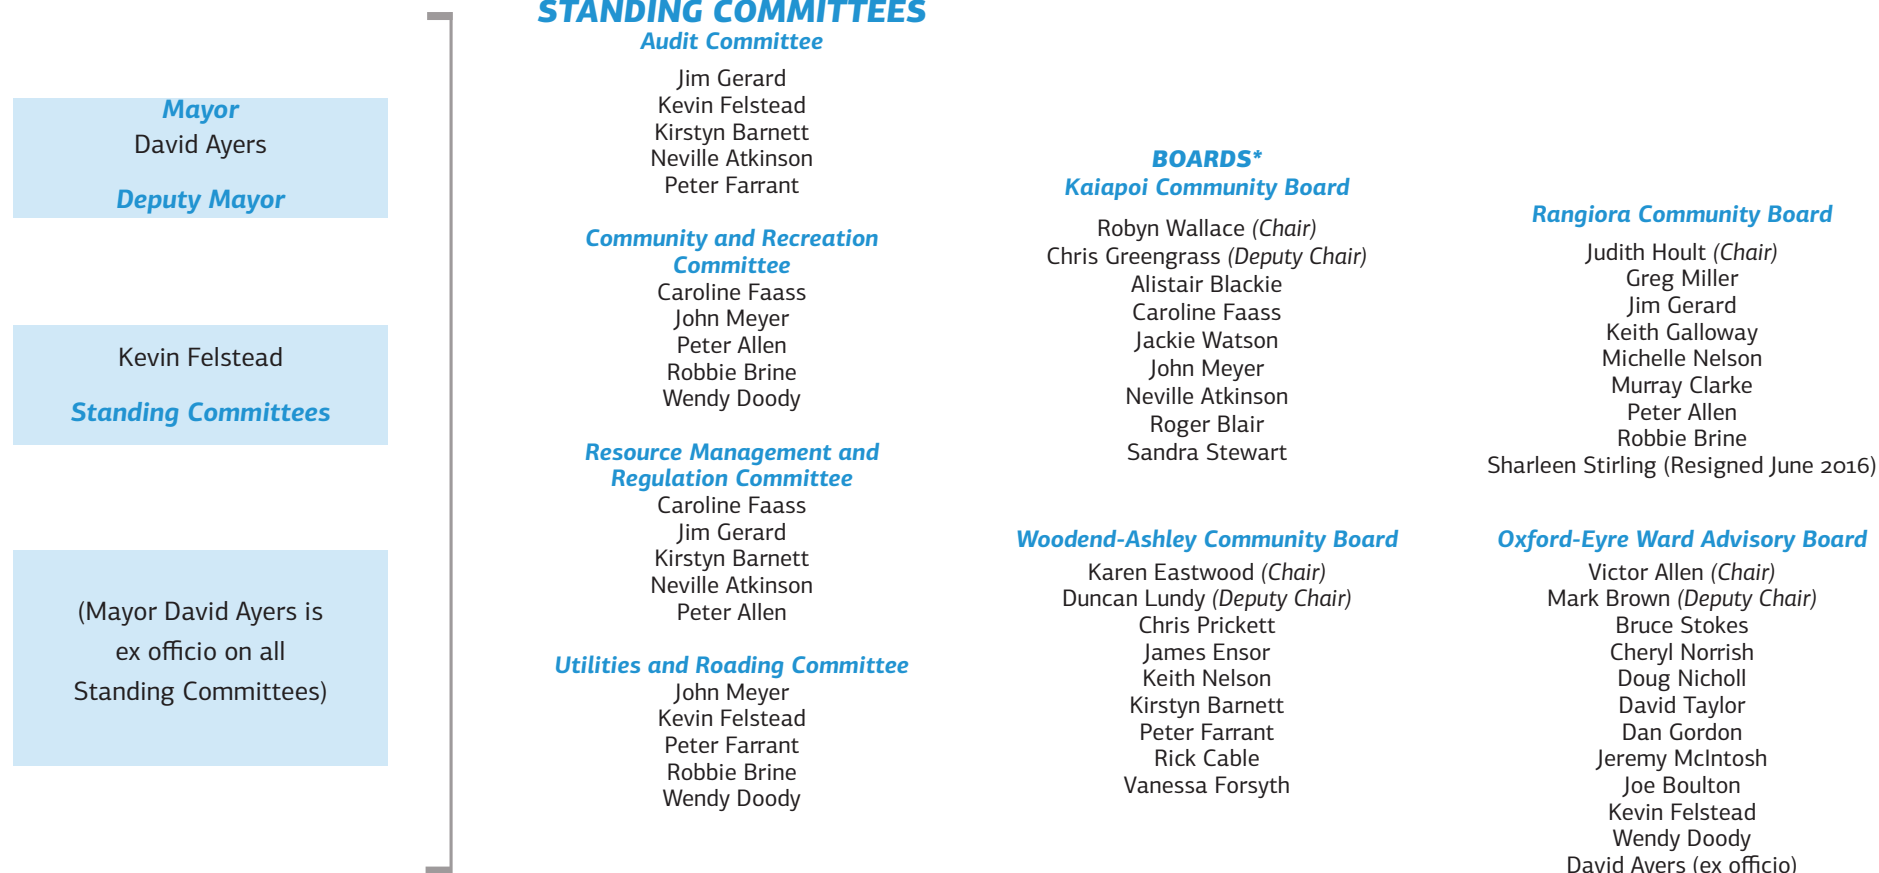 Mayor
David Ayers
Deputy Mayor
Kevin Felstead
Standing Committees
(Mayor David Ayers is
ex officio on all
Standing Committees)
STANDING COMMITTEES
Audit Committee
Jim Gerard
Kevin Felstead
Kirstyn Barnett
Neville Atkinson
Peter Farrant
Community and Recreation
Committee
Caroline Faass
John Meyer
Peter Allen
Robbie Brine
Wendy Doody
Resource Management and
Regulation Committee
Caroline Faass
Jim Gerard
Kirstyn Barnett
Neville Atkinson
Peter Allen
Utilities and Roading Committee
John Meyer
Kevin Felstead
Peter Farrant
Robbie Brine
Wendy Doody
BOARDS*
Kaiapoi Community Board
Robyn Wallace (Chair)
Chris Greengrass (Deputy Chair)
Alistair Blackie
Caroline Faass
Jackie Watson
John Meyer
Neville Atkinson
Roger Blair
Sandra Stewart
Woodend-Ashley Community Board
Karen Eastwood (Chair)
Duncan Lundy (Deputy Chair)
Chris Prickett
James Ensor
Keith Nelson
Kirstyn Barnett
Peter Farrant
Rick Cable
Vanessa Forsyth
Rangiora Community Board
Judith Hoult (Chair)
Greg Miller
Jim Gerard
Keith Galloway
Michelle Nelson
Murray Clarke
Peter Allen
Robbie Brine
Sharleen Stirling (Resigned June 2016)
Oxford-Eyre Ward Advisory Board
Victor Allen (Chair)
Mark Brown (Deputy Chair)
Bruce Stokes
Cheryl Norrish
Doug Nicholl
David Taylor
Dan Gordon
Jeremy McIntosh
Joe Boulton
Kevin Felstead
Wendy Doody
David Ayers (ex officio)